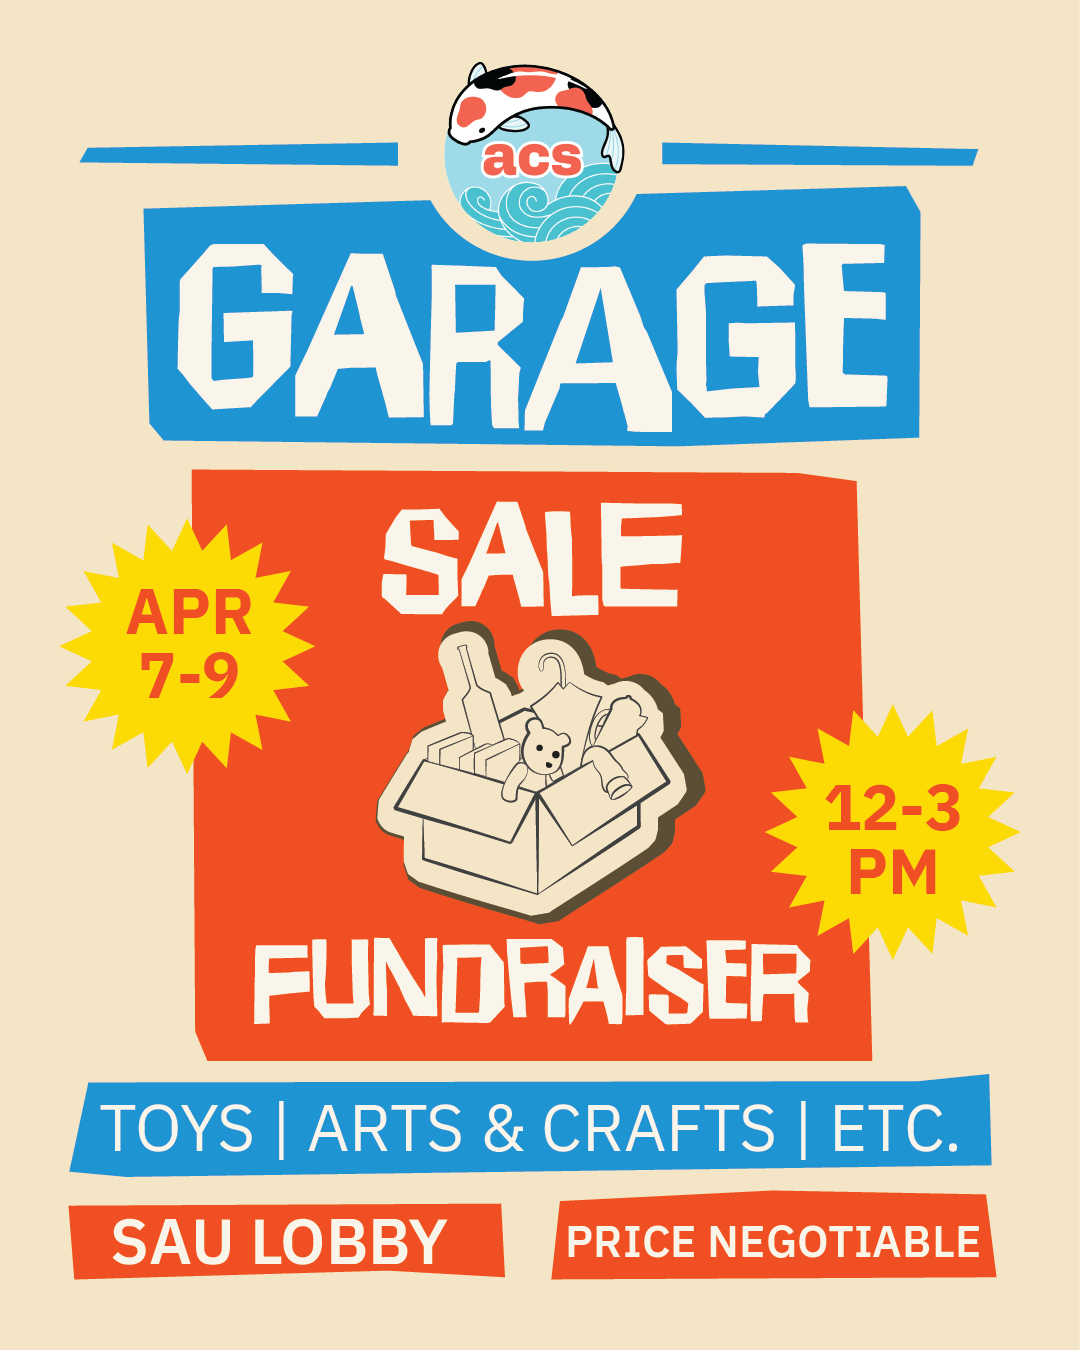 acs
GARAGE
SALE
APR
7-9
12-3
PM
FUNDRAISER
TOYS | ARTS & CRAFTS | ETC.
SAU LOBBY
PRICE NEGOTIABLE